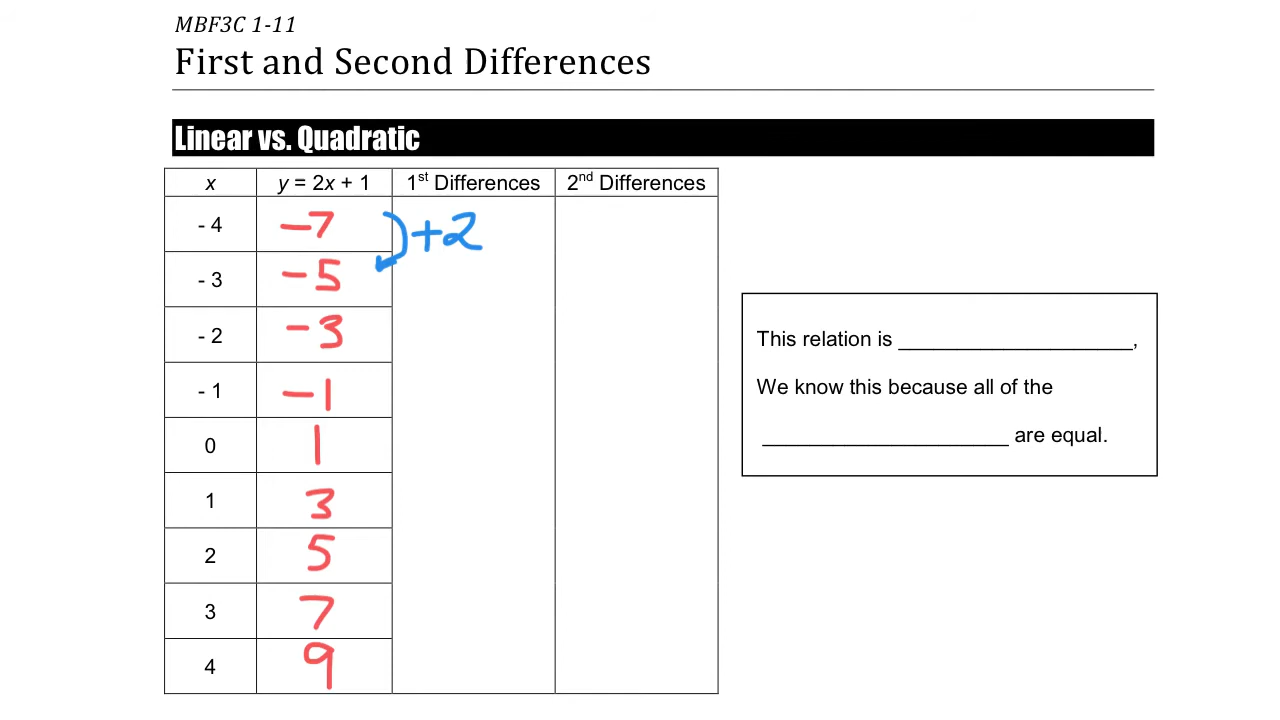 MBF3C 1-11
First and Second Differences
Linear vs. Quadratic
x y = 2x + 1 1st Differences 2nd Differences
- 4 -7 +2
- 3 -5
- 2 -3
- 1 -1
0 1
1 3
2 5
3 7
4 9
This relation is ____________________,
We know this because all of the
_____________________ are equal.